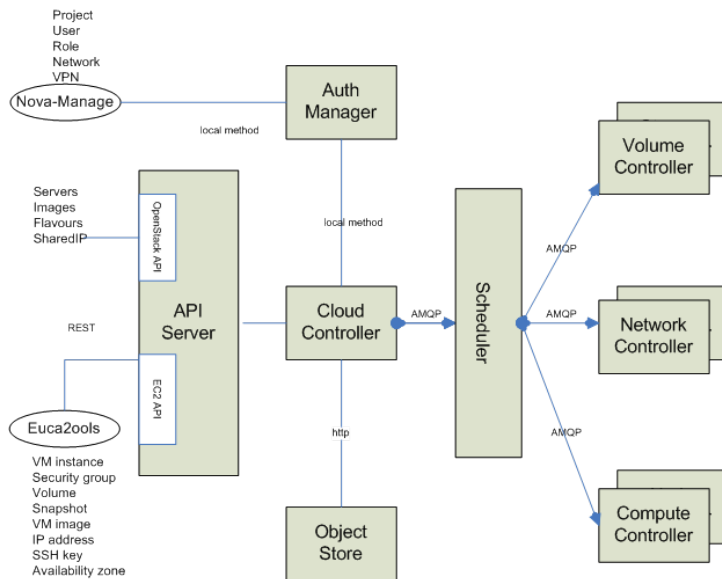 Project
User
Role
Network
VPN
Nova-Manage
Auth
Manager
local method
Volume
Controller
Servers
Images
Flavours
SharedIP
OpenStack API
local method
AMQP
API
Server
Cloud
Controller
AMQP
Scheduler
AMQP
Network
Controller
REST
EC2 API
Euca2ools
http
AMQP
VM instance
Security group
Volume
Snapshot
VM image
IP address
SSH key
Availability zone
Object
Store
Compute
Controller